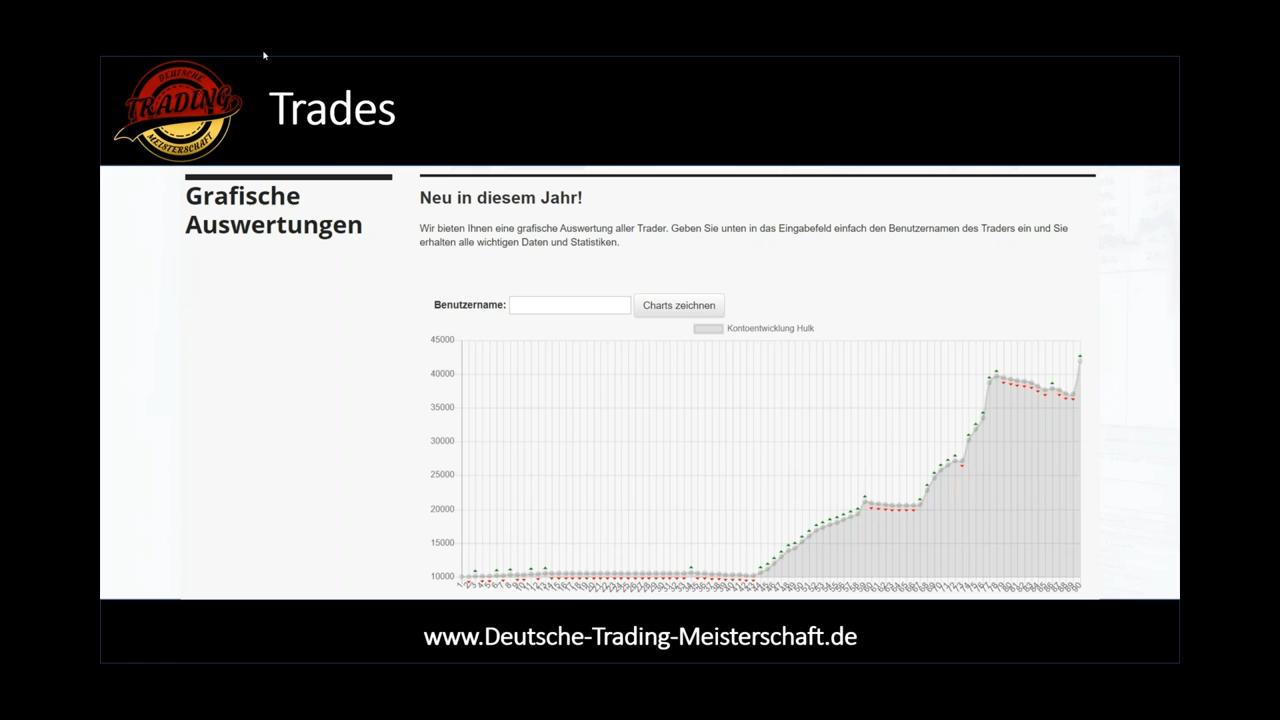 DEUTSCHE
TRADING
MEISTERSCHAFT
Trades
Grafische
Auswertungen
Neu in diesem Jahr!
Wir bieten Ihnen eine grafische Auswertung aller Trader. Geben Sie unten in das Eingabefeld einfach den Benutzernamen des Traders ein und Sie
erhalten alle wichtigen Daten und Statistiken.
Benutzername:
Charts zeichnen
Kontoentwicklung Hulk
45000
40000
35000
30000
25000
20000
15000
10000
www.Deutsche-Trading-Meisterschaft.de